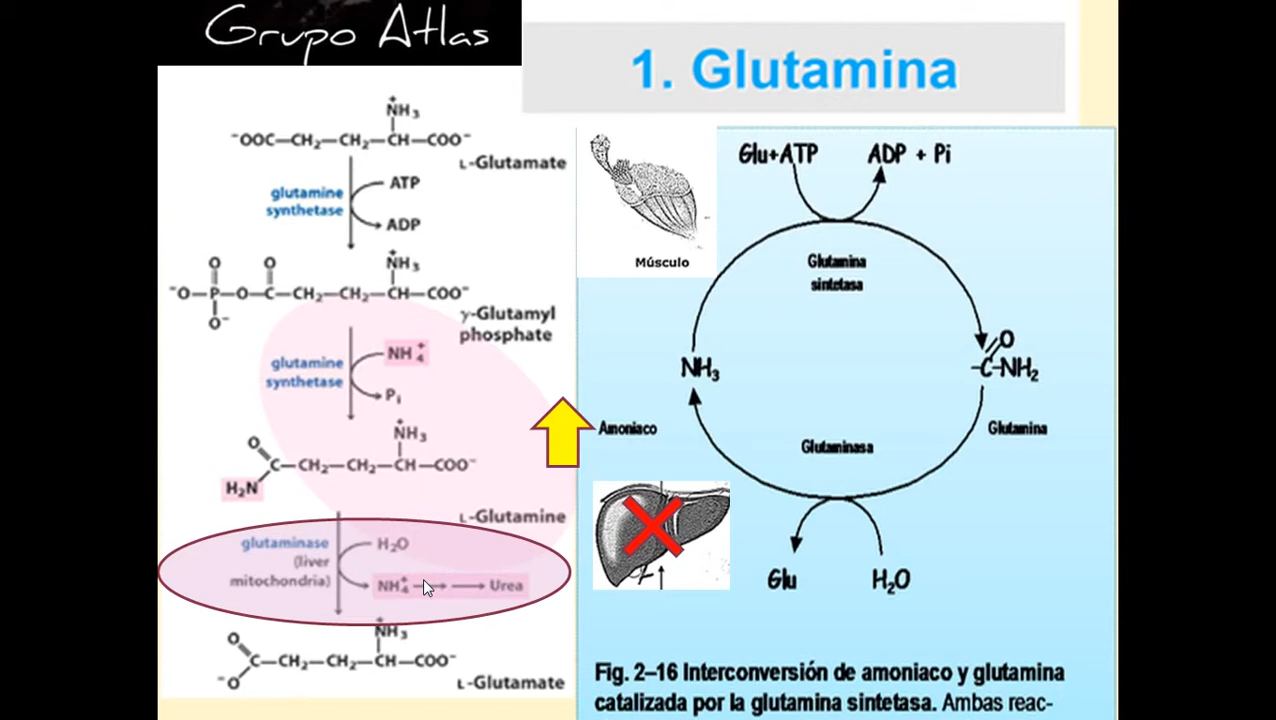 Grupo Atlas
1. Glutamina
+
NH3
⁻OOC—CH2—CH2—CH—COO⁻
L-Glutamate
ATP
glutamine
synthetase
ADP
O
O
+
NH3
⁻O—P—O—C—CH2—CH2—CH—COO⁻
O⁻
γ-Glutamyl
phosphate
NH4+
glutamine
synthetase
Pi
+
NH3
O
C—CH2—CH2—CH—COO⁻
H2N
L-Glutamine
glutaminase
(liver
mitochondria)
H2O
NH4+
Urea
+
NH3
O
C—CH2—CH2—CH—COO⁻
⁻O
L-Glutamate
Músculo
Glu+ATP
ADP + Pi
Glutamina
sintetasa
NH3
O
-C-NH2
Amoniaco
Glutaminasa
Glutamina
Glu
H2O
Fig. 2–16 Interconversión de amoniaco y glutamina
catalizada por la glutamina sintetasa. Ambas reac-